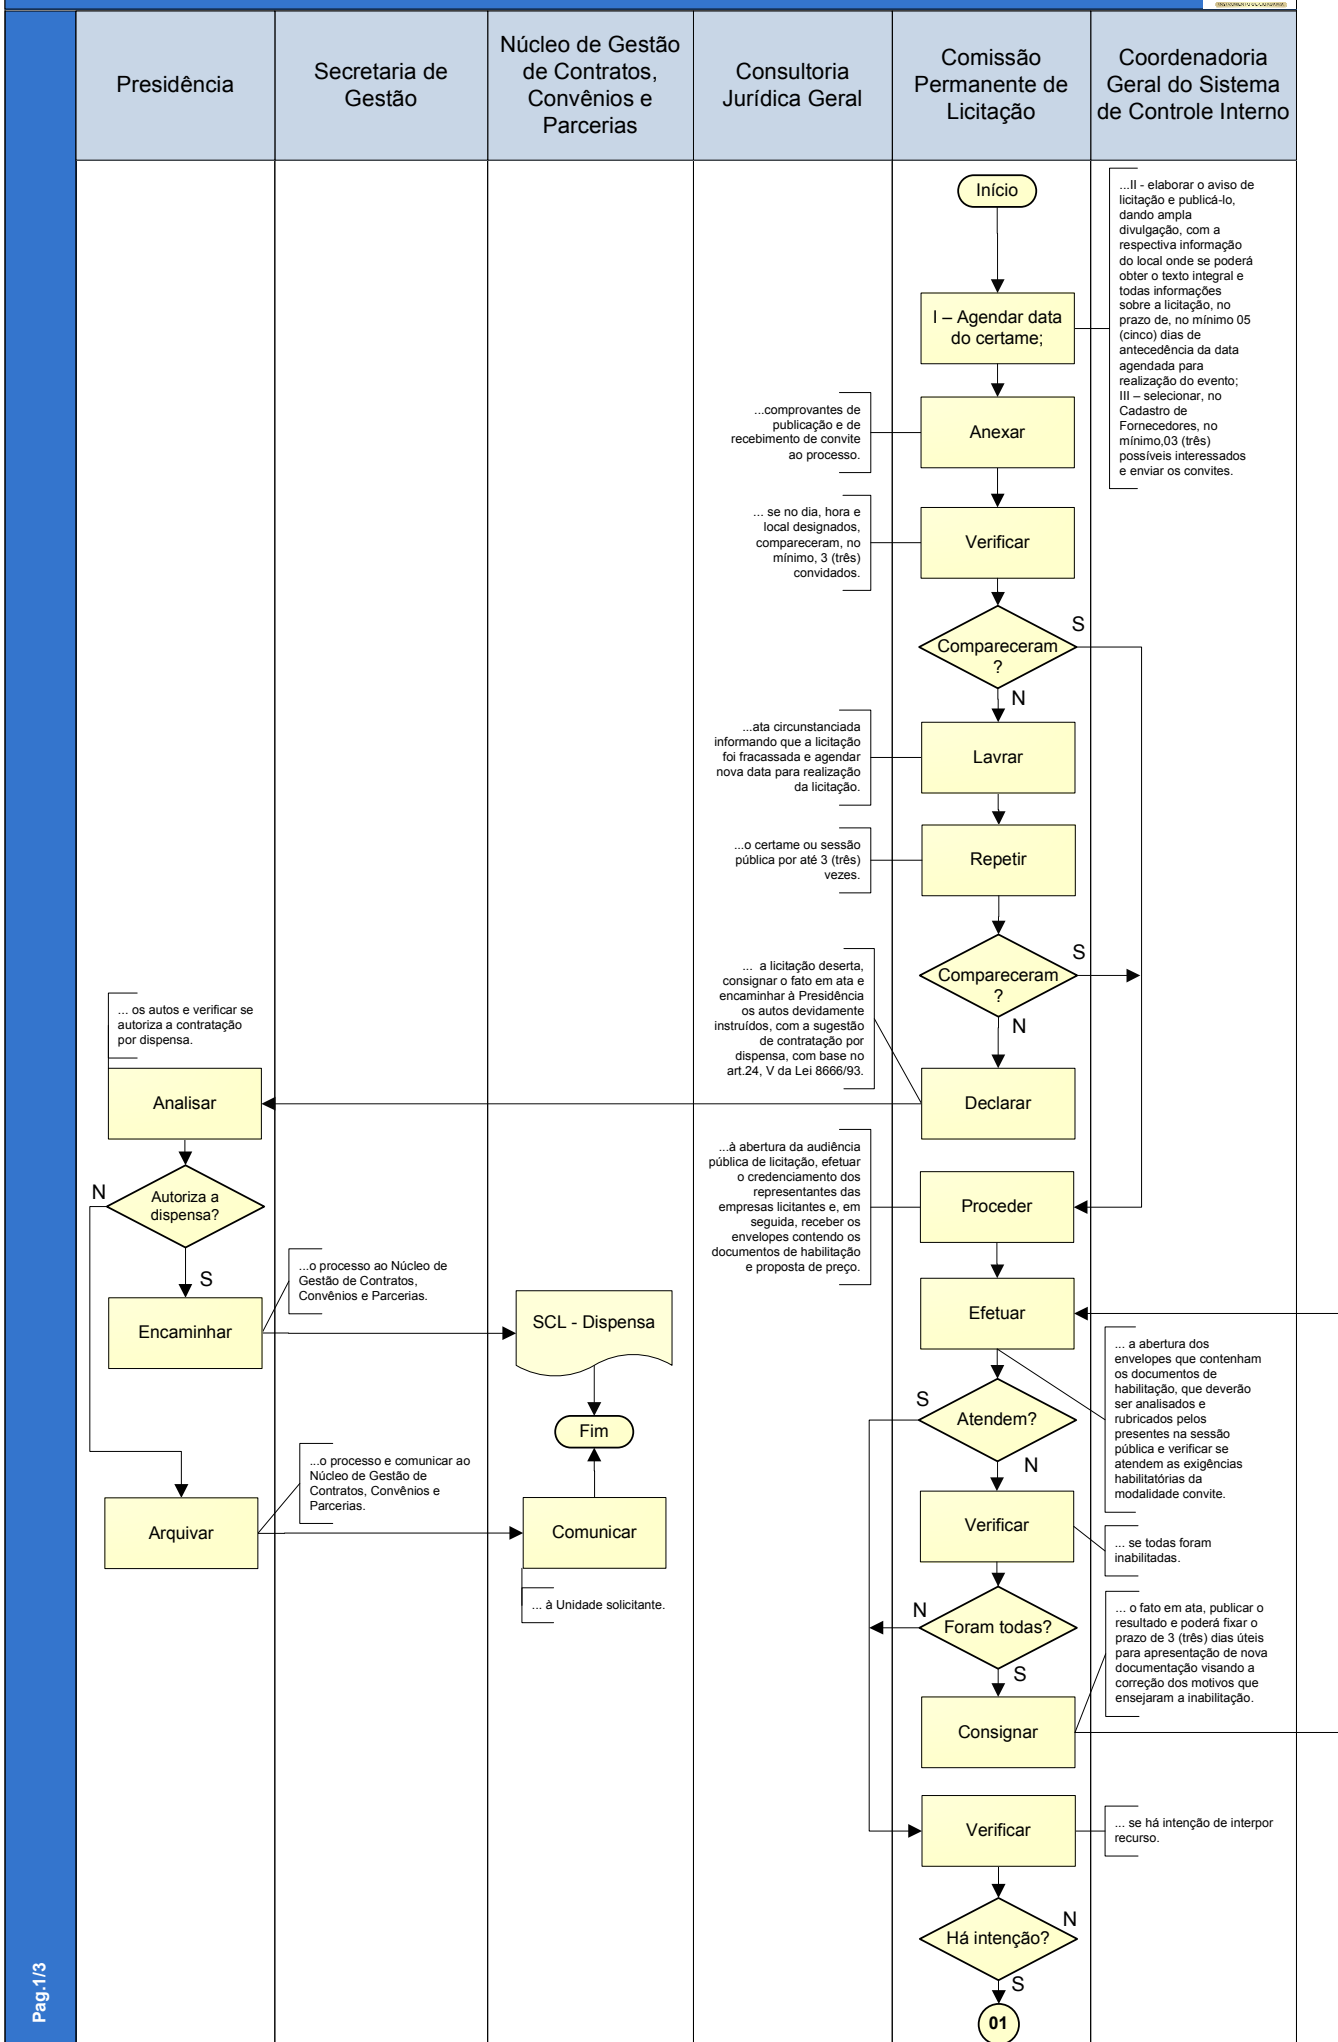 Presidência
Secretaria de
Gestão
Núcleo de Gestão
de Contratos,
Convênios e
Parcerias
Consultoria
Jurídica Geral
Comissão
Permanente de
Licitação
Coordenadoria
Geral do Sistema
de Controle Interno
Início
...II - elaborar o aviso de
licitação e publicá-lo,
dando ampla
divulgação, com a
respectiva informação
do local onde se poderá
obter o texto integral e
todas informações
sobre a licitação, no
prazo de, no mínimo 05
(cinco) dias de
antecedência da data
agendada para
realização do evento;
III – selecionar, no
Cadastro de
Fornecedores, no
mínimo,03 (três)
possíveis interessados
e enviar os convites.
I – Agendar data
do certame;
...comprovantes de
publicação e de
recebimento de convite
ao processo.
Anexar
... se no dia, hora e
local designados,
compareceram, no
mínimo, 3 (três)
convidados.
Verificar
Compareceram
?
S
N
...ata circunstanciada
informando que a licitação
foi fracassada e agendar
nova data para realização
da licitação.
Lavrar
...o certame ou sessão
pública por até 3 (três)
vezes.
Repetir
Compareceram
?
S
N
... a licitação deserta,
consignar o fato em ata e
encaminhar à Presidência
os autos devidamente
instruídos, com a sugestão
de contratação por
dispensa, com base no
art.24, V da Lei 8666/93.
Declarar
... os autos e verificar se
autoriza a contratação
por dispensa.
Analisar
N
Autoriza a
dispensa?
S
...à abertura da audiência
pública de licitação, efetuar
o credenciamento dos
representantes das
empresas licitantes e, em
seguida, receber os
envelopes contendo os
documentos de habilitação
e proposta de preço.
Proceder
...o processo ao Núcleo de
Gestão de Contratos,
Convênios e Parcerias.
Encaminhar
SCL - Dispensa
Fim
Efetuar
... a abertura dos
envelopes que contenham
os documentos de
habilitação, que deverão
ser analisados e
rubricados pelos
presentes na sessão
pública e verificar se
atendem as exigências
habilitatórias da
modalidade convite.
S
Atendem?
N
...o processo e comunicar ao
Núcleo de Gestão de
Contratos, Convênios e
Parcerias.
Arquivar
Comunicar
... à Unidade solicitante.
Verificar
... se todas foram
inabilitadas.
N
Foram todas?
S
... o fato em ata, publicar o
resultado e poderá fixar o
prazo de 3 (três) dias úteis
para apresentação de nova
documentação visando a
correção dos motivos que
ensejaram a inabilitação.
Consignar
Verificar
... se há intenção de interpor
recurso.
Há intenção?
N
S
01
Pag.1/3